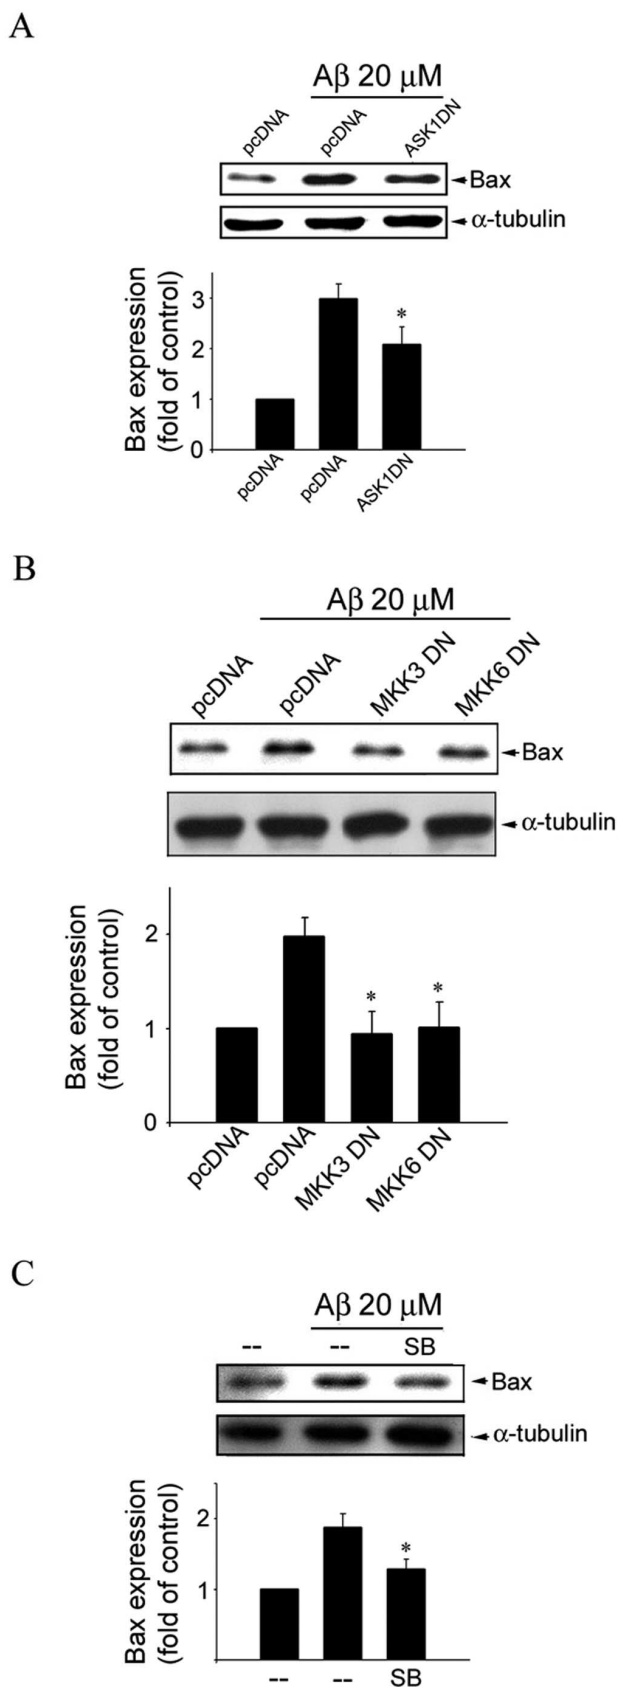 A
Aβ 20 μM
pcDNA pcDNA ASK1DN
Bax
α-tubulin
Bax expression
(fold of control)
3
2
1
0
pcDNA pcDNA ASK1DN
*
B
Aβ 20 μM
pcDNA pcDNA MKK3 DN MKK6 DN
Bax
α-tubulin
Bax expression
(fold of control)
2
1
0
* *
pcDNA pcDNA MKK3 DN MKK6 DN
C
Aβ 20 μM
-- -- SB
Bax
α-tubulin
Bax expression
(fold of control)
2
1
*
-- -- SB